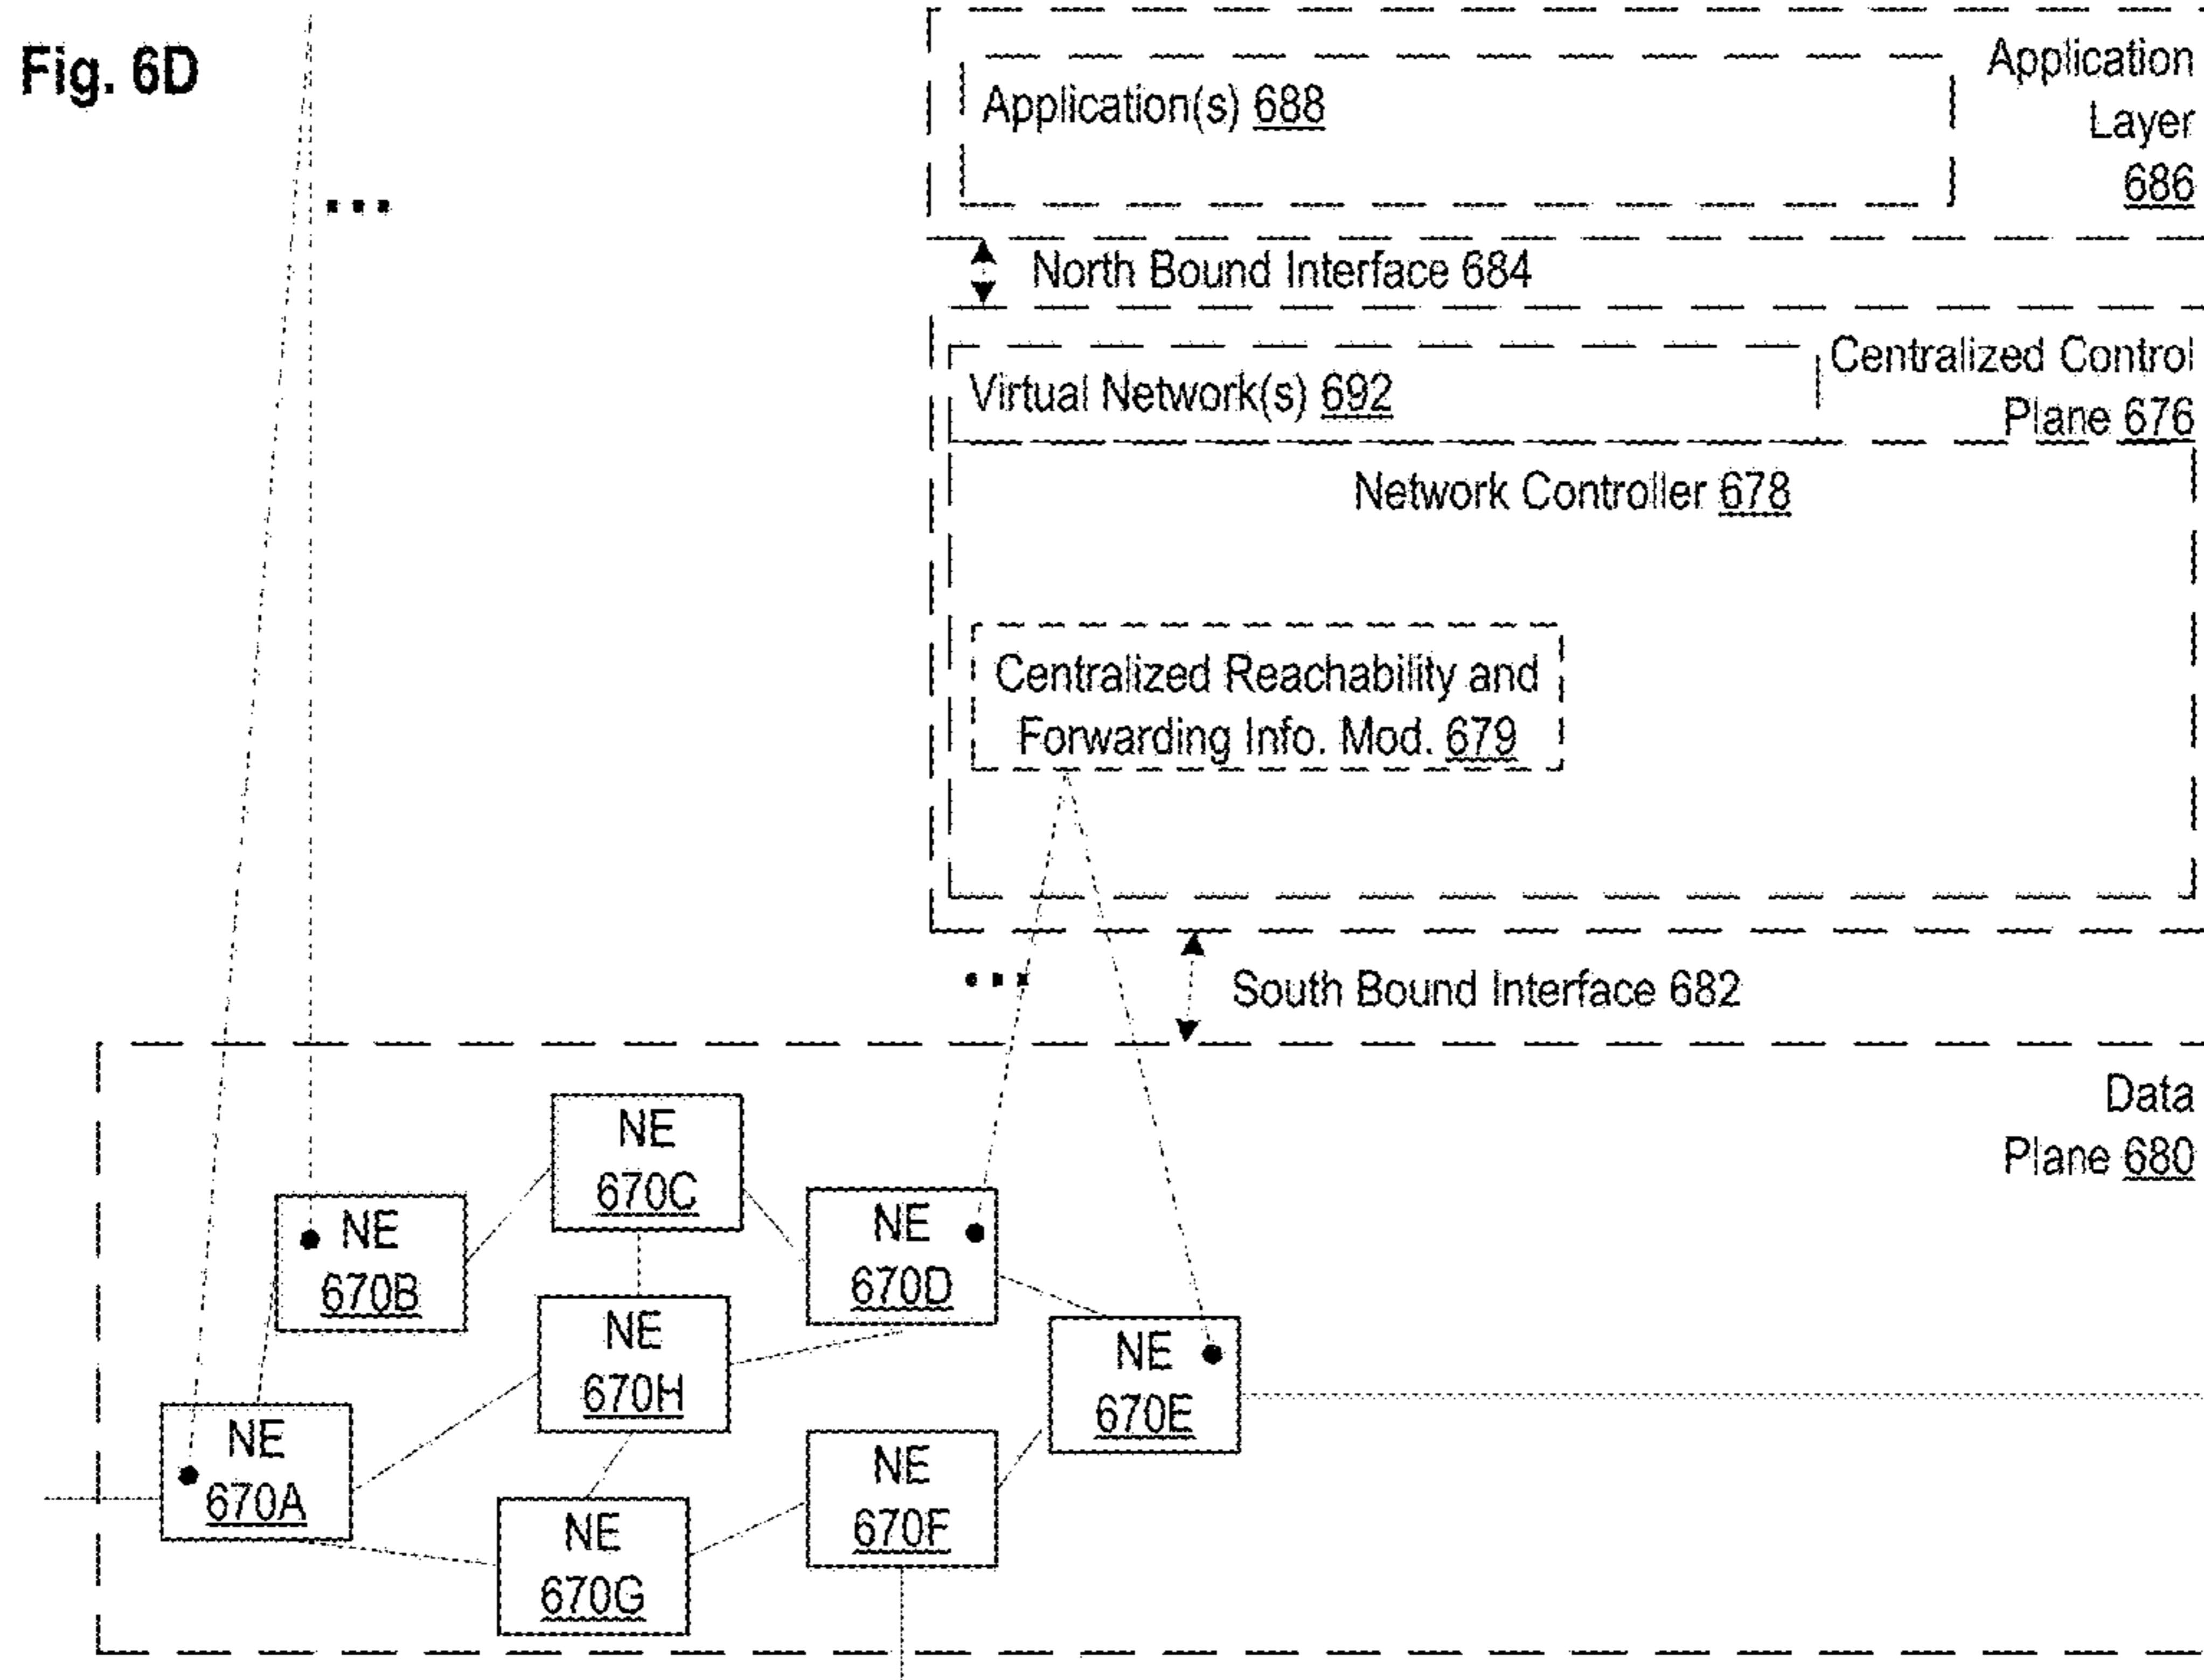 Fig. 6D
Application
Layer
686
Application(s) 688
North Bound Interface 684
Centralized Control
Plane 676
Virtual Network(s) 692
Network Controller 678
Centralized Reachability and
Forwarding Info. Mod. 679
South Bound Interface 682
Data
Plane 680
NE
670C
NE
670B
NE
670D
NE
670H
NE
670E
NE
670A
NE
670F
NE
670G